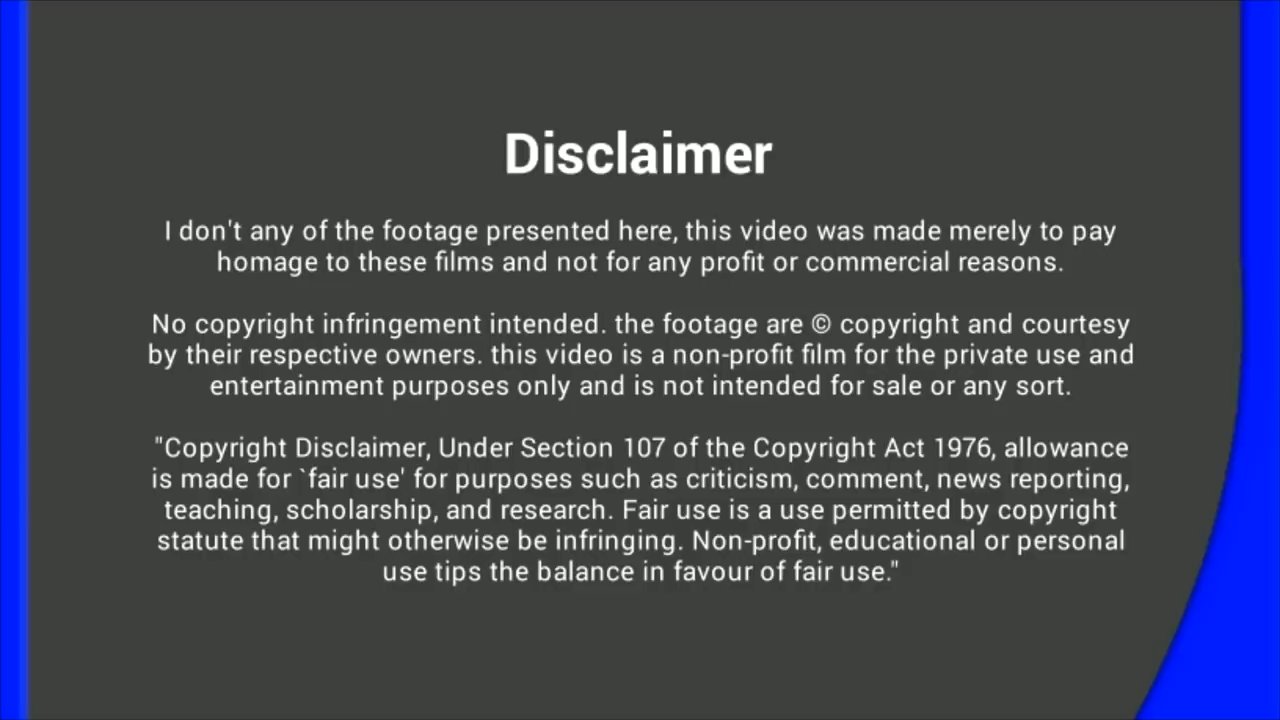 Disclaimer
I don't any of the footage presented here, this video was made merely to pay
homage to these films and not for any profit or commercial reasons.
No copyright infringement intended. the footage are © copyright and courtesy
by their respective owners. this video is a non-profit film for the private use and
entertainment purposes only and is not intended for sale or any sort.
"Copyright Disclaimer, Under Section 107 of the Copyright Act 1976, allowance
is made for `fair use' for purposes such as criticism, comment, news reporting,
teaching, scholarship, and research. Fair use is a use permitted by copyright
statute that might otherwise be infringing. Non-profit, educational or personal
use tips the balance in favour of fair use."